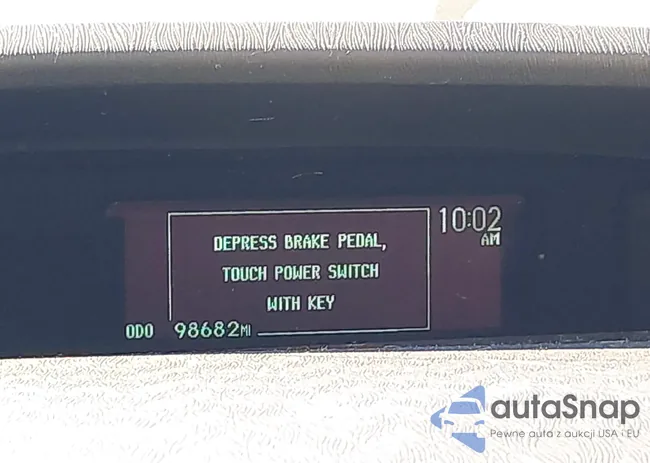 10:02
AM
DEPRESS BRAKE PEDAL,
TOUCH POWER SWITCH
WITH KEY
ODO 98682MI
autaSnap
Pewne auta z aukcji USA i EU